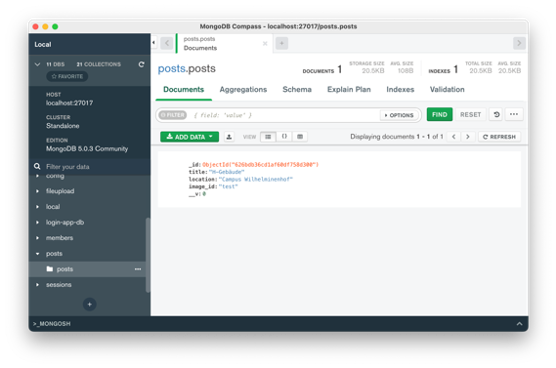 MongoDB Compass - localhost:27017/posts.posts
Local
11 DBS 21 COLLECTIONS
FAVORITE
HOST
localhost:27017
CLUSTER
Standalone
EDITION
MongoDB 5.0.3 Community
Filter your data
config
fileupload
local
login-app-db
members
posts
posts
sessions
>_MONGOSH
posts.posts
Documents
posts.posts
DOCUMENTS 1
STORAGE SIZE
20.5KB
AVG. SIZE
108B
INDEXES 1
TOTAL SIZE
20.5KB
AVG. SIZE
20.5KB
Documents Aggregations Schema Explain Plan Indexes Validation
FILTER { field: 'value' } OPTIONS FIND RESET
ADD DATA VIEW Displaying documents 1 - 1 of 1 REFRESH
title:"H-Gebäude"
location:"Campus Wilhelminenhof"
image_id:"test"
__v:0